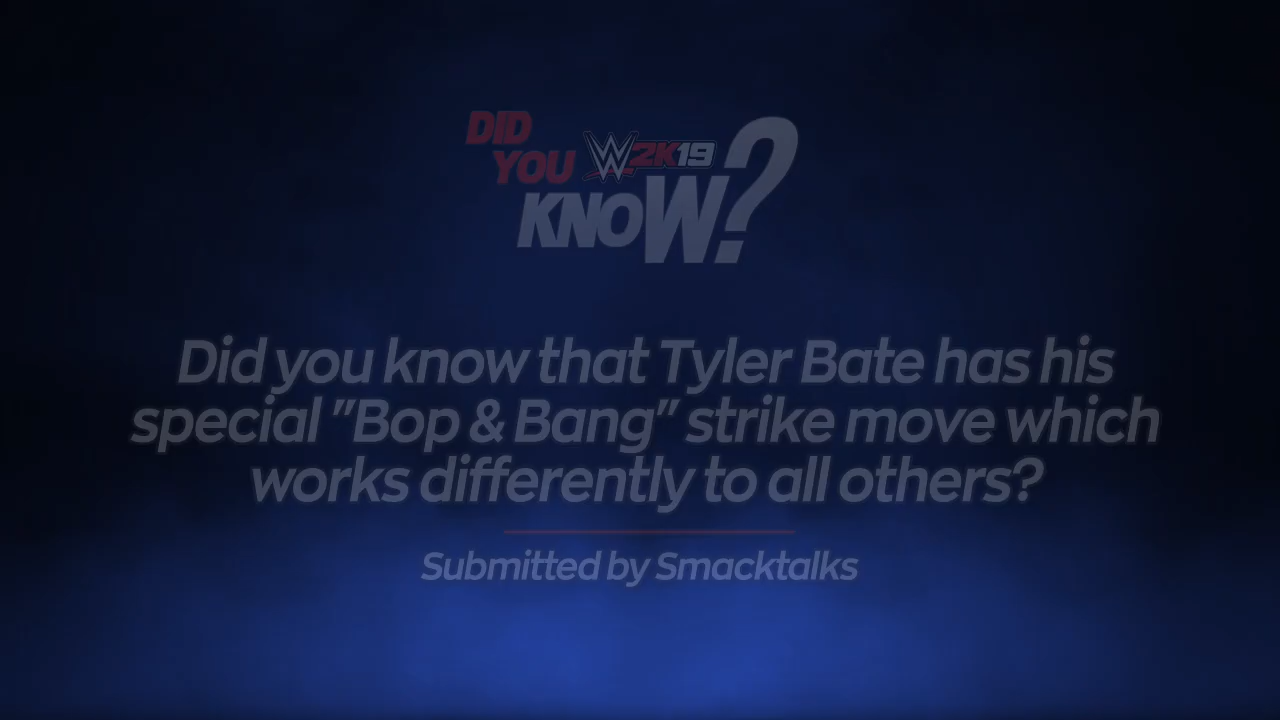 DID
YOU W 2K19
KNOW?
Did you know that Tyler Bate has his
special "Bop & Bang" strike move which
works differently to all others?
Submitted by Smacktalks